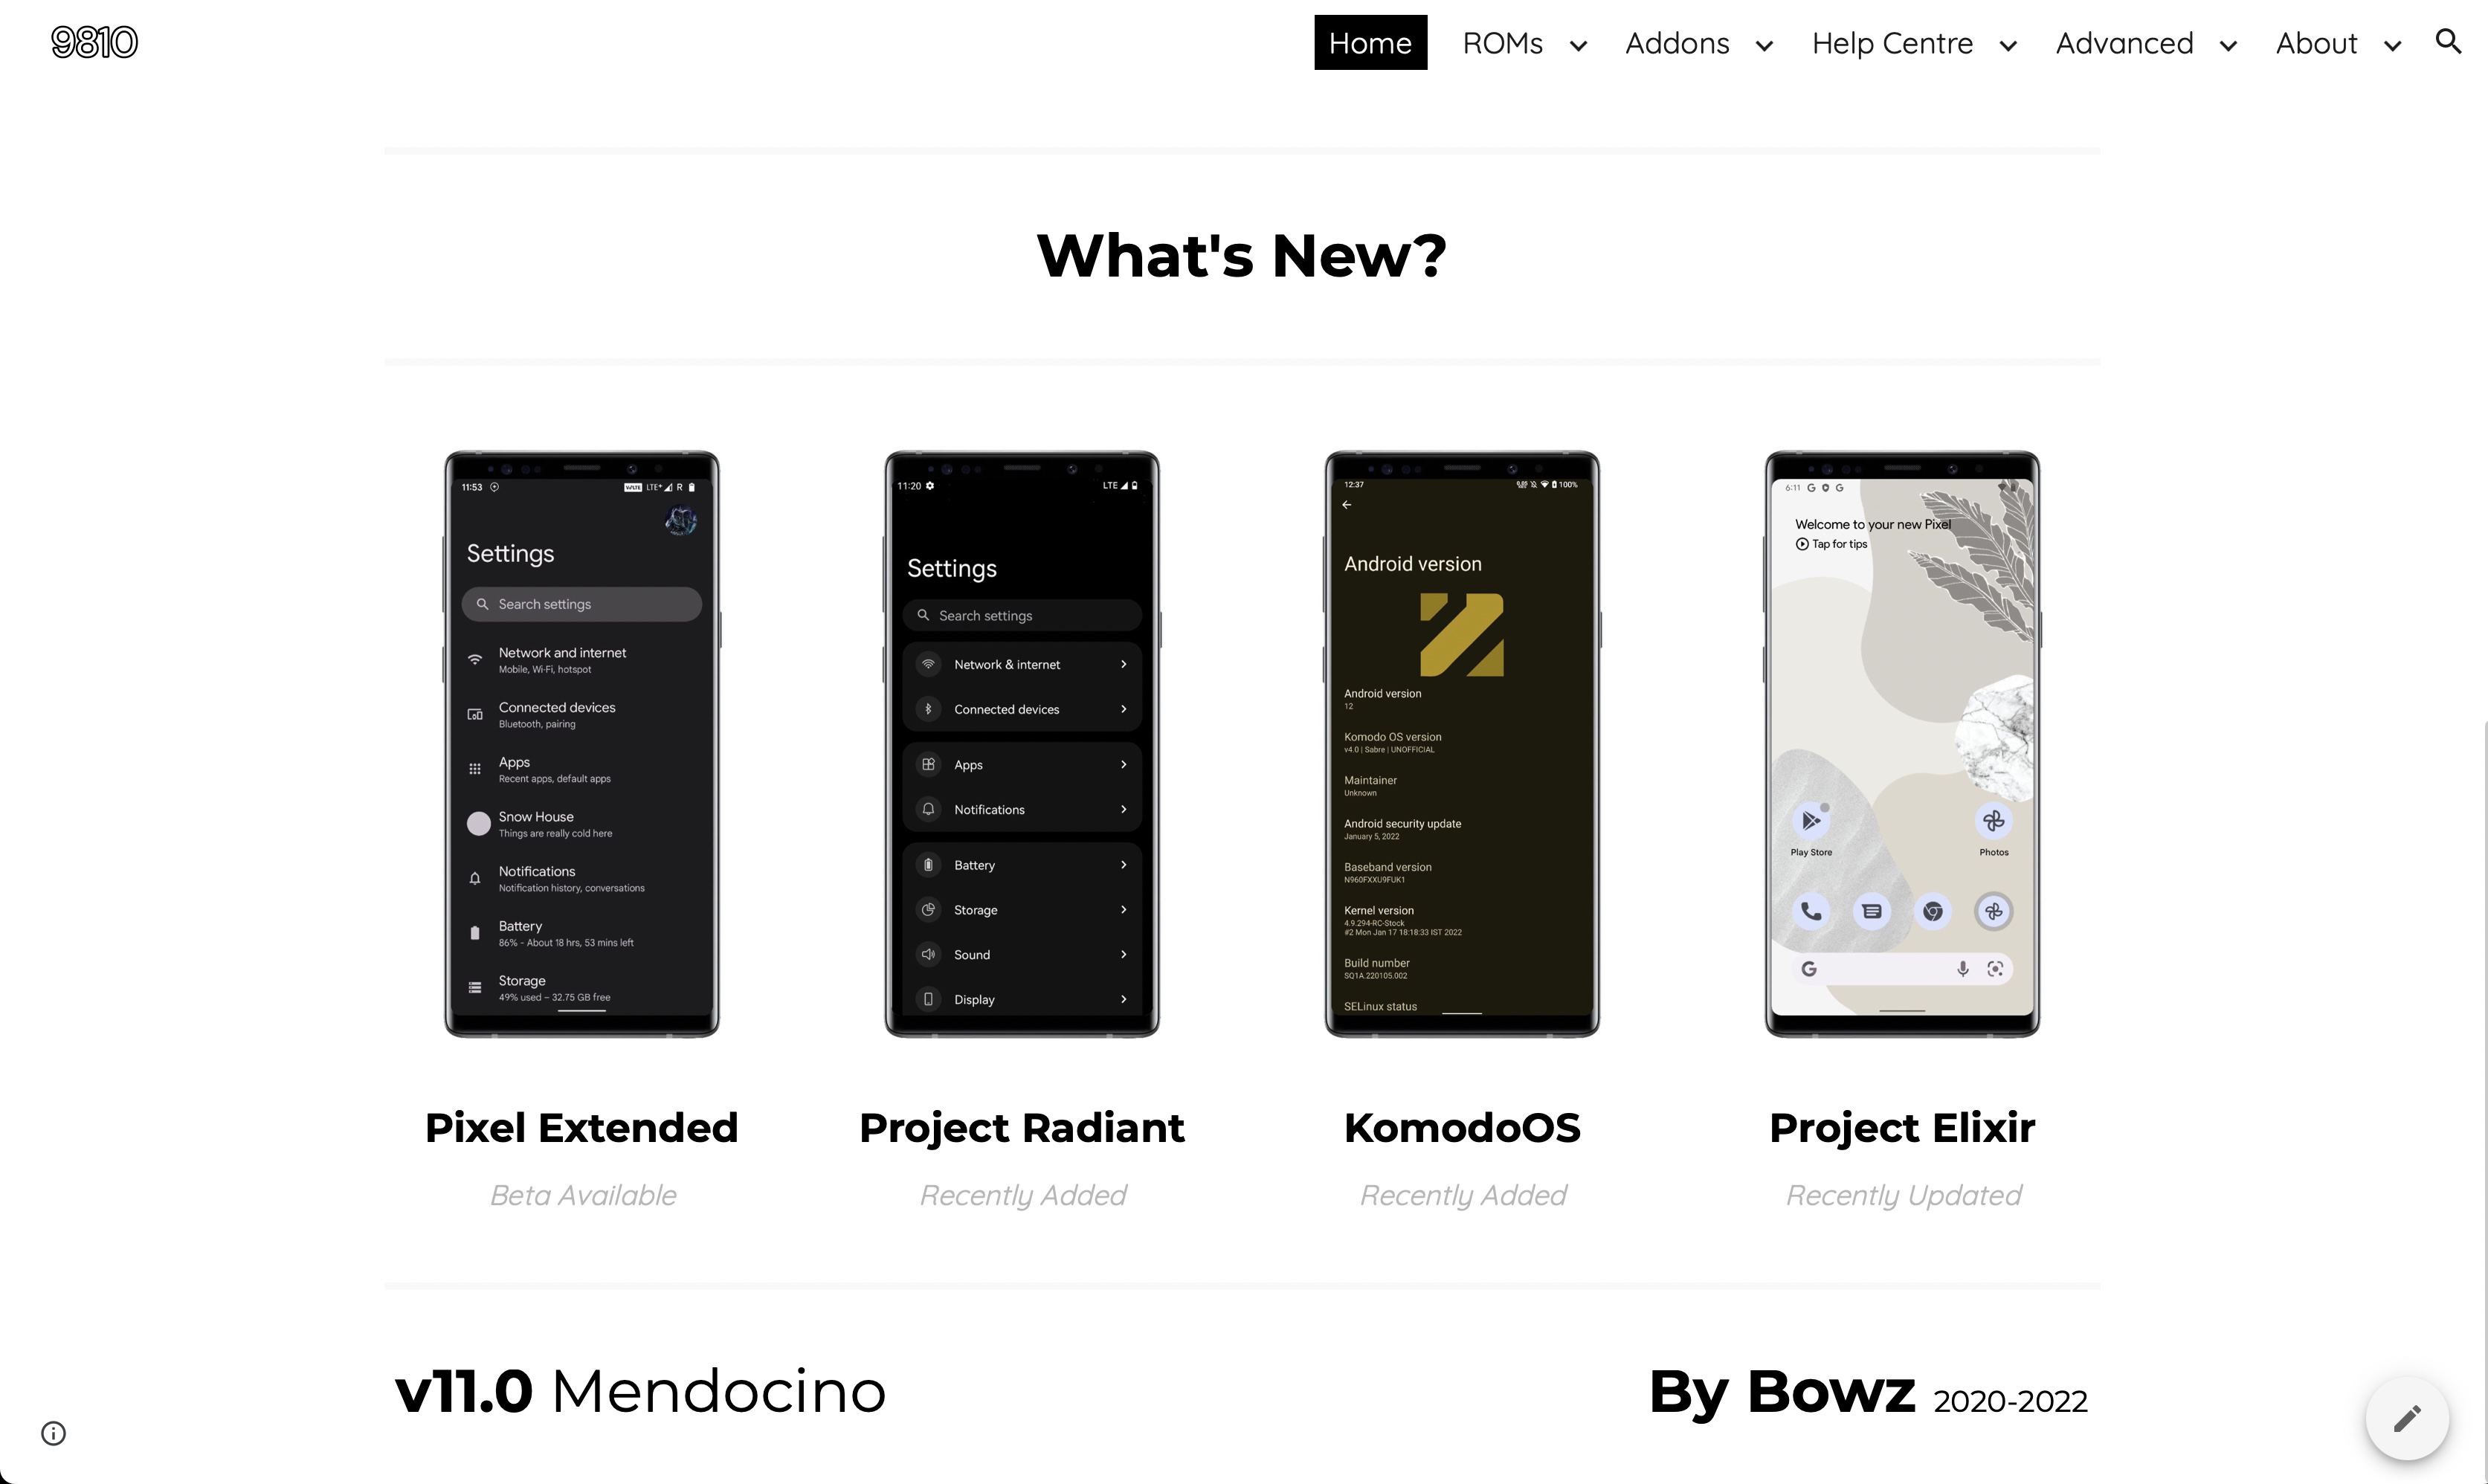 9810
Home
ROMs
Addons
Help Centre
Advanced
About
What's New?
11:53
VoLTE LTE+ R
Settings
Search settings
Network and internet
Mobile, Wi-Fi, hotspot
Connected devices
Bluetooth, pairing
Apps
Recent apps, default apps
Snow House
Things are really cold here
Notifications
Notification history, conversations
Battery
86% - About 18 hrs, 53 mins left
Storage
49% used – 32.75 GB free
11:20
LTE
Settings
Search settings
Network & internet
Connected devices
Apps
Notifications
Battery
Storage
Sound
Display
12:37
100%
Android version
Android version
12
Komodo OS version
v4.0 | Sabre | UNOFFICIAL
Maintainer
Unknown
Android security update
January 5, 2022
Baseband version
N960FXXU9FUK1
Kernel version
4.9.294-RC-Stock
#2 Mon Jan 17 18:18:33 IST 2022
Build number
SQ1A.220105.002
SELinux status
6:11 G G
Welcome to your new Pixel
Tap for tips
Play Store
Photos
G
Pixel Extended
Beta Available
Project Radiant
Recently Added
KomodoOS
Recently Added
Project Elixir
Recently Updated
v11.0 Mendocino
By Bowz 2020-2022